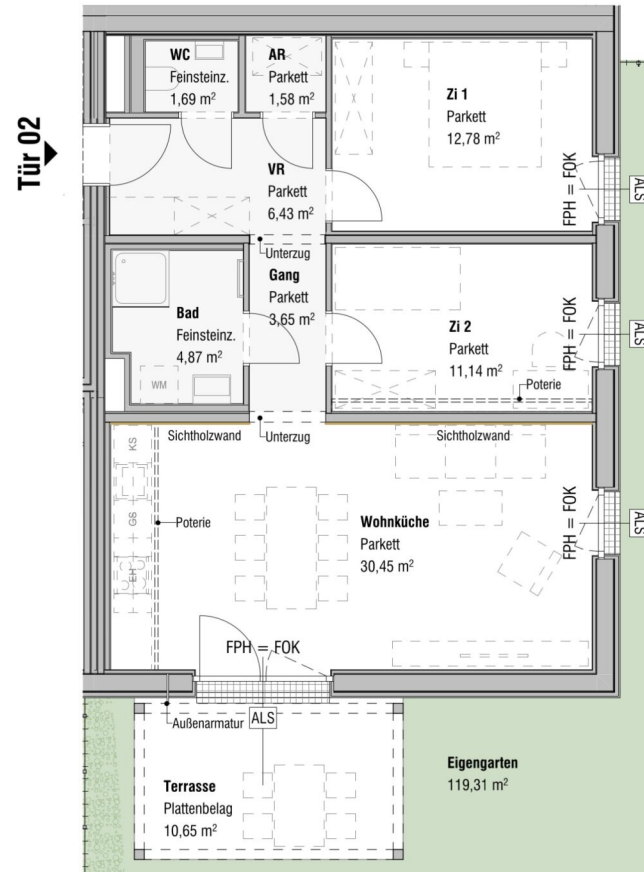 Tür 02
WC
Feinsteinz.
1,69 m²
AR
Parkett
1,58 m²
Zi 1
Parkett
12,78 m²
FPH = FOK
ALS
VR
Parkett
6,43 m²
Unterzug
Gang
Parkett
3,65 m²
Bad
Feinsteinz.
4,87 m²
WM
Zi 2
Parkett
11,14 m²
FPH = FOK
ALS
Poterie
Sichtholzwand
Unterzug
Sichtholzwand
KS
GS
EH
Poterie
Wohnküche
Parkett
30,45 m²
FPH = FOK
ALS
FPH = FOK
Außenarmatur
ALS
Terrasse
Plattenbelag
10,65 m²
Eigengarten
119,31 m²